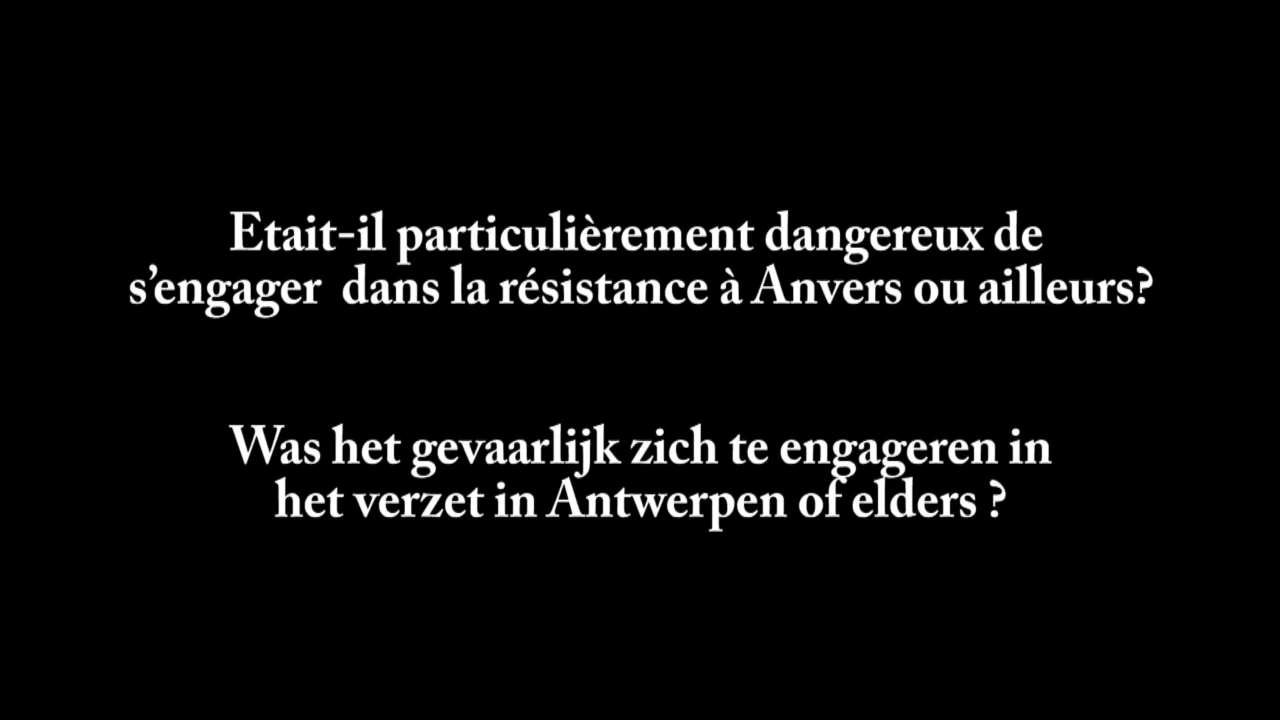 Etait-il particulièrement dangereux de
s’engager  dans la résistance à Anvers ou ailleurs?
Was het gevaarlijk zich te engageren in
het verzet in Antwerpen of elders ?